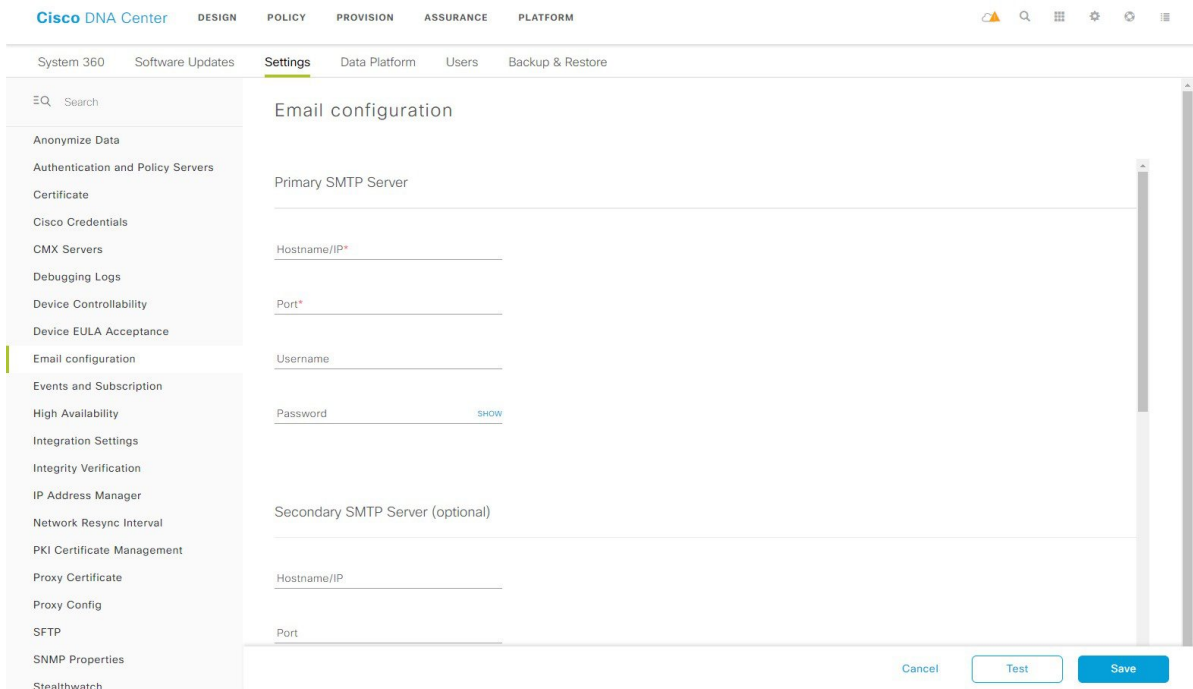 Cisco DNA Center DESIGN POLICY PROVISION ASSURANCE PLATFORM
System 360 Software Updates Settings Data Platform Users Backup & Restore
Search
Anonymize Data
Authentication and Policy Servers
Certificate
Cisco Credentials
CMX Servers
Debugging Logs
Device Controllability
Device EULA Acceptance
Email configuration
Events and Subscription
High Availability
Integration Settings
Integrity Verification
IP Address Manager
Network Resync Interval
PKI Certificate Management
Proxy Certificate
Proxy Config
SFTP
SNMP Properties
Stealthwatch
Email configuration
Primary SMTP Server
Hostname/IP*
Port*
Username
Password SHOW
Secondary SMTP Server (optional)
Hostname/IP
Port
Cancel Test Save